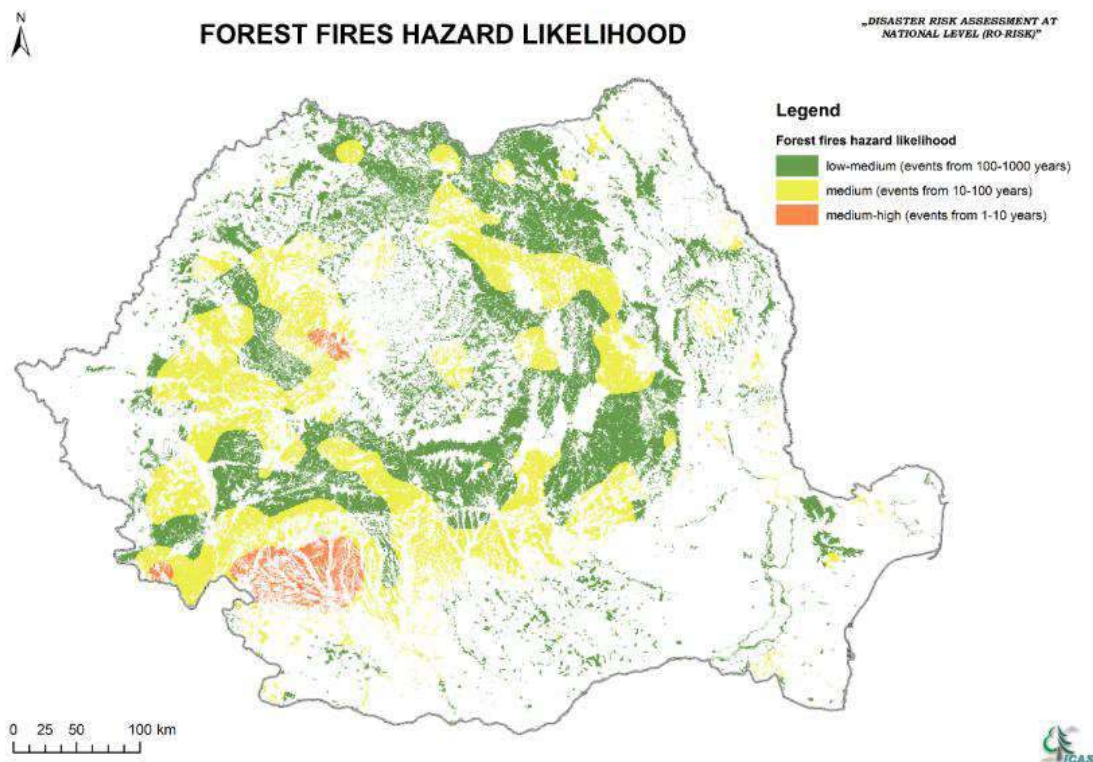 N
FOREST FIRES HAZARD LIKELIHOOD
„DISASTER RISK ASSESSMENT AT
NATIONAL LEVEL (RO-RISK)”
Legend
Forest fires hazard likelihood
low-medium (events from 100-1000 years)
medium (events from 10-100 years)
medium-high (events from 1-10 years)
0 25 50 100 km
ICAS